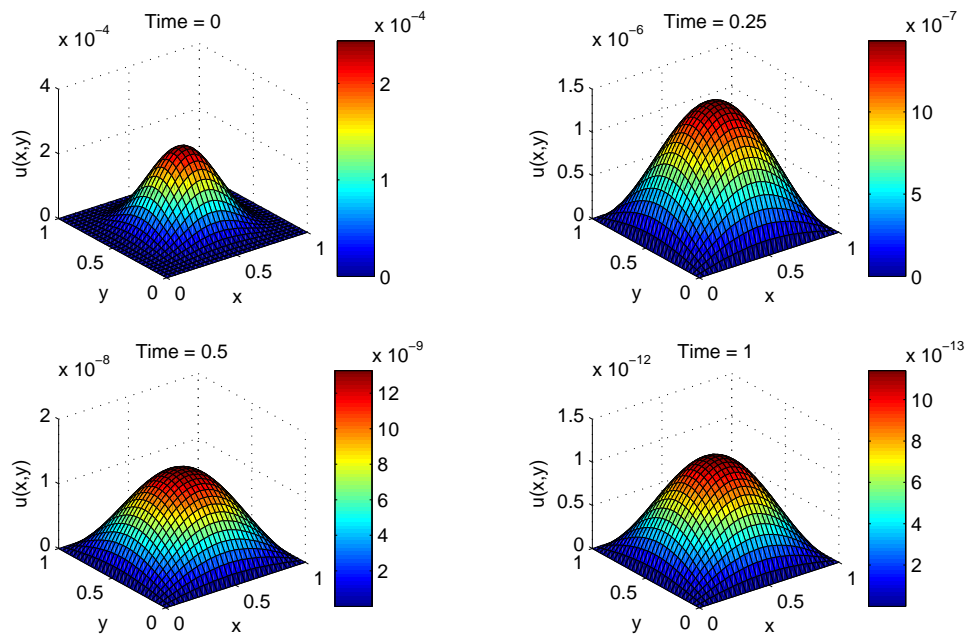 Time = 0
x 10⁻⁴
x 10⁻⁴
4
2
0
u(x,y)
1
0.5
0
y
0
0.5
1
x
2
1
0
Time = 0.25
x 10⁻⁶
x 10⁻⁷
1.5
1
0.5
0
u(x,y)
1
0.5
0
y
0
0.5
1
x
10
5
0
Time = 0.5
x 10⁻⁸
x 10⁻⁹
2
1
0
u(x,y)
1
0.5
0
y
0
0.5
1
x
12
10
8
6
4
2
Time = 1
x 10⁻¹²
x 10⁻¹³
1.5
1
0.5
0
u(x,y)
1
0.5
0
y
0
0.5
1
x
10
8
6
4
2